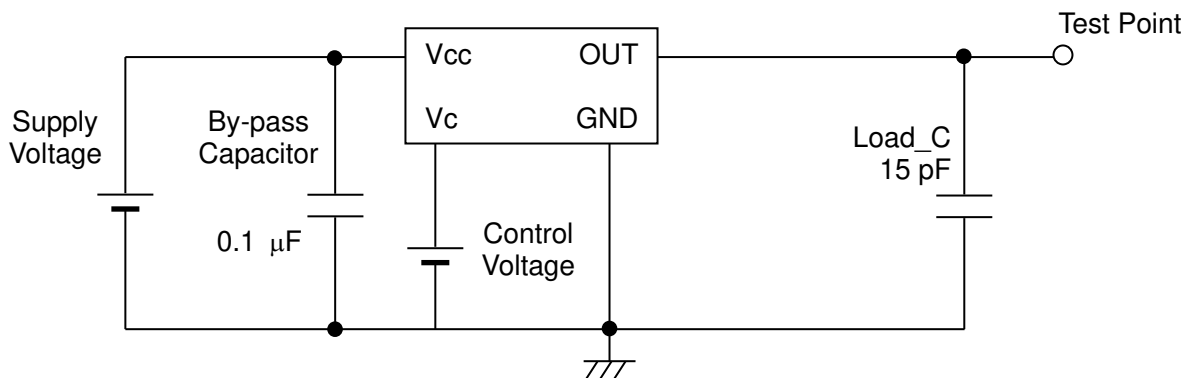 Test Point
Vcc
OUT
Vc
GND
Supply
Voltage
By-pass
Capacitor
0.1 μF
Control
Voltage
Load_C
15 pF